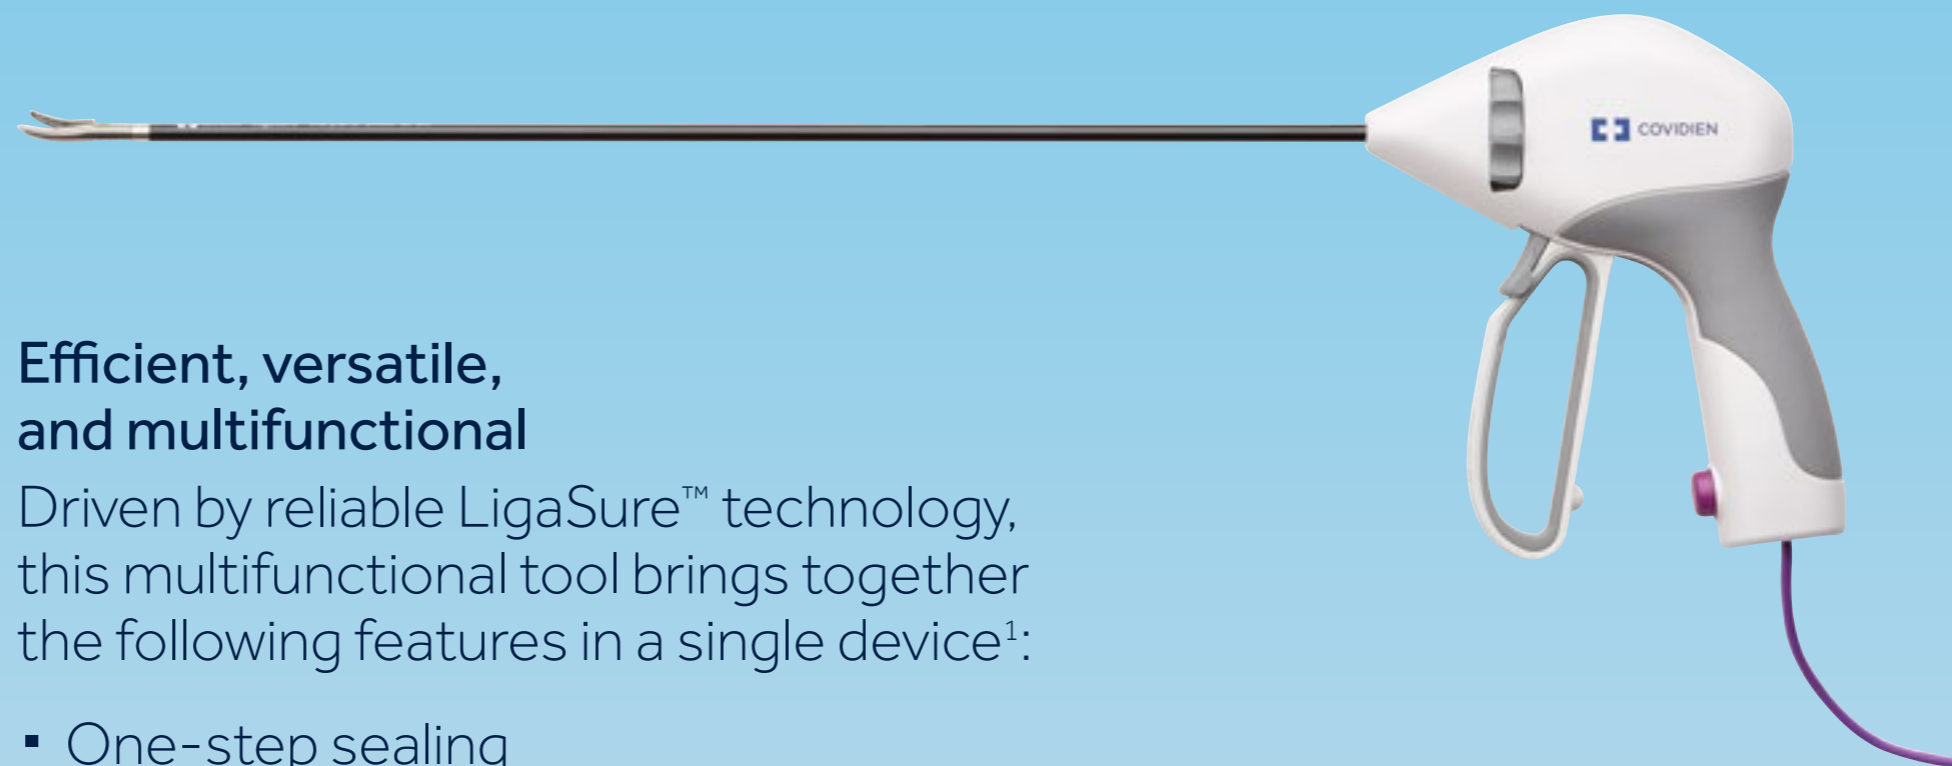 COVIDIEN
Efficient, versatile,
and multifunctional
Driven by reliable LigaSure™ technology,
this multifunctional tool brings together
the following features in a single device¹:
▪ One-step sealing